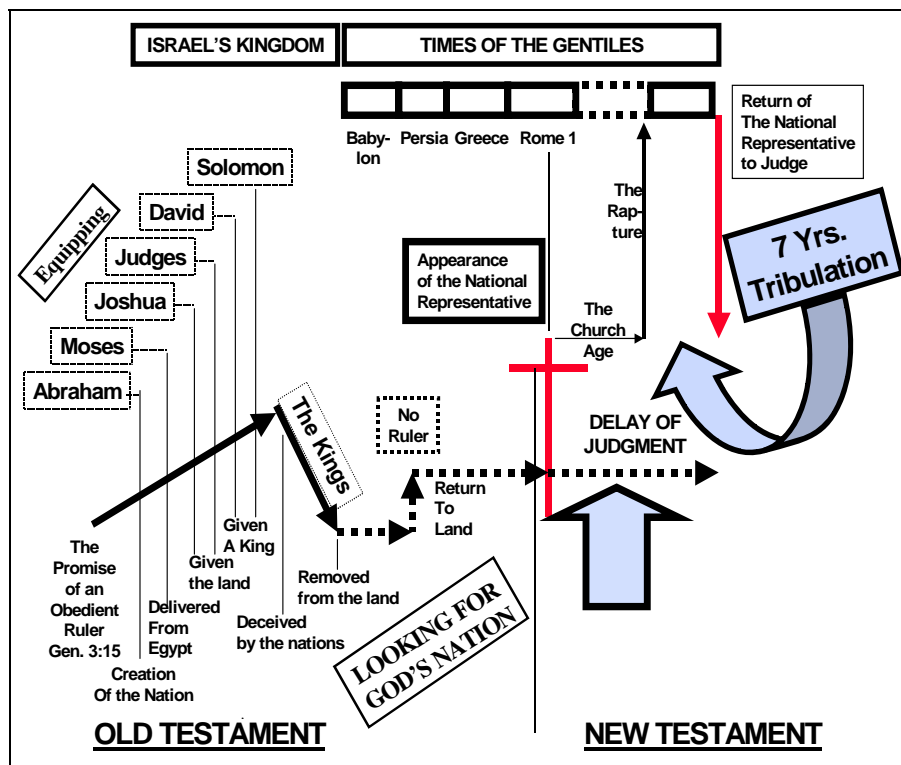 ISRAEL'S KINGDOM
TIMES OF THE GENTILES
Baby-
lon
Persia
Greece
Rome 1
Return of
The National
Representative
to Judge
Solomon
David
Judges
Joshua
Moses
Abraham
Equipping
The
Rap-
ture
7 Yrs.
Tribulation
Appearance
of the National
Representative
The
Church
Age
The Kings
No
Ruler
DELAY OF
JUDGMENT
Return
To
Land
The
Promise
of an
Obedient
Ruler
Gen. 3:15
Creation
Of the Nation
Delivered
From
Egypt
Given
the land
Given
A King
Deceived
by the nations
Removed
from the land
LOOKING FOR
GOD'S NATION
OLD TESTAMENT
NEW TESTAMENT